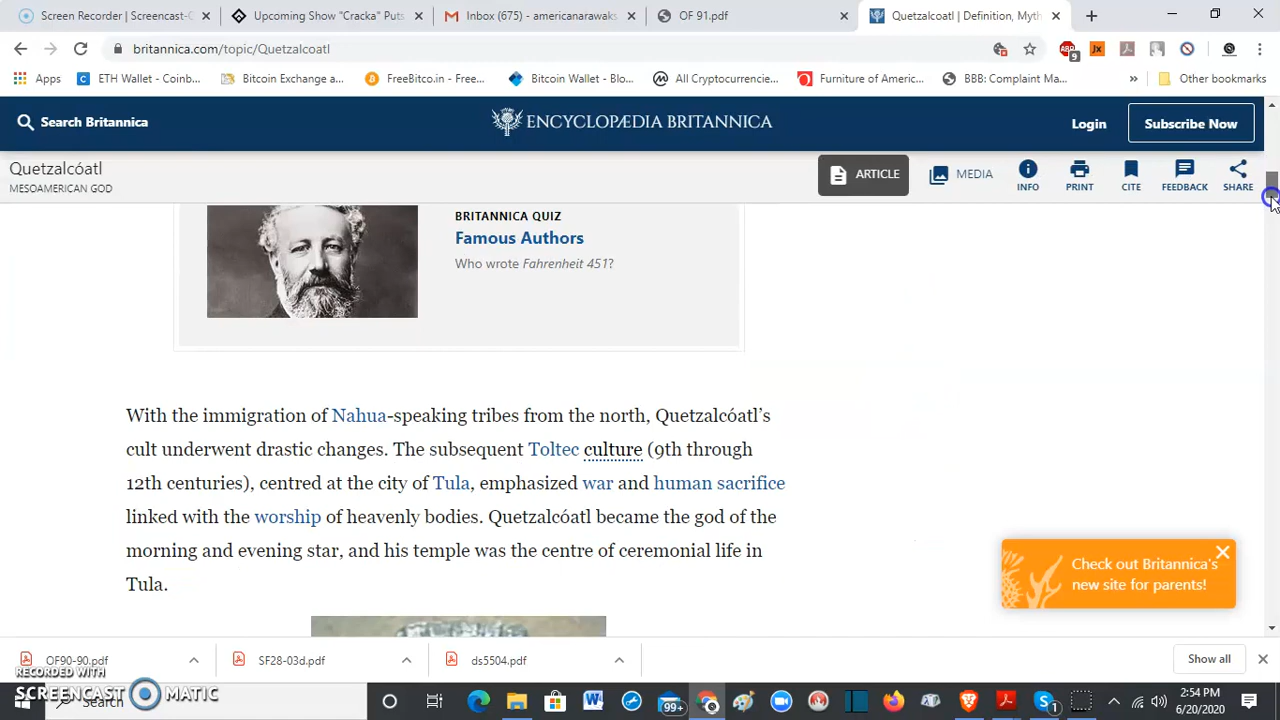 Screen Recorder | Screencast-O
Upcoming Show "Cracka" Puts
Inbox (675) - americanarawaks
OF 91.pdf
Quetzalcoatl | Definition, Myth
britannica.com/topic/Quetzalcoatl
9
Apps
ETH Wallet - Coinb...
Bitcoin Exchange a...
FreeBitco.in - Free...
Bitcoin Wallet - Blo...
All Cryptocurrencie...
Furniture of Americ...
BBB: Complaint Ma...
»
Other bookmarks
Search Britannica
ENCYCLOPÆDIA BRITANNICA
Login
Subscribe Now
Quetzalcóatl
MESOAMERICAN GOD
ARTICLE
MEDIA
INFO
PRINT
CITE
FEEDBACK
SHARE
BRITANNICA QUIZ
Famous Authors
Who wrote Fahrenheit 451?
With the immigration of Nahua-speaking tribes from the north, Quetzalcóatl's
cult underwent drastic changes. The subsequent Toltec culture (9th through
12th centuries), centred at the city of Tula, emphasized war and human sacrifice
linked with the worship of heavenly bodies. Quetzalcóatl became the god of the
morning and evening star, and his temple was the centre of ceremonial life in
Tula.
Check out Britannica's
new site for parents!
OF90-90.pdf
SF28-03d.pdf
ds5504.pdf
Show all
RECORDED WITH
SCREENCAST MATIC
Search
99+
1
2:54 PM
6/20/2020